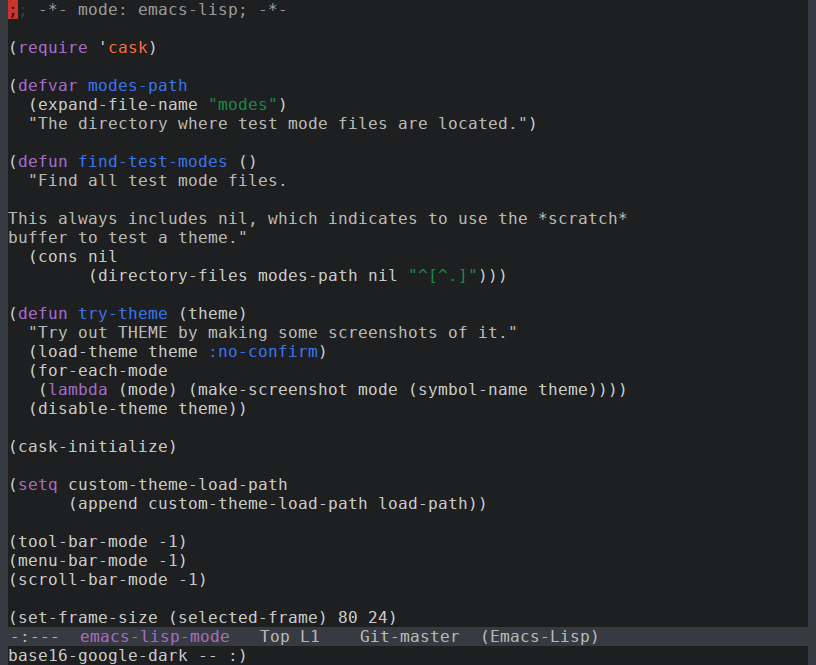 ;; -*- mode: emacs-lisp; -*-

(require 'cask)

(defvar modes-path
  (expand-file-name "modes")
  "The directory where test mode files are located.")

(defun find-test-modes ()
  "Find all test mode files.

This always includes nil, which indicates to use the *scratch*
buffer to test a theme."
  (cons nil
        (directory-files modes-path nil "^[^.]")))

(defun try-theme (theme)
  "Try out THEME by making some screenshots of it."
  (load-theme theme :no-confirm)
  (for-each-mode
   (lambda (mode) (make-screenshot mode (symbol-name theme))))
  (disable-theme theme))

(cask-initialize)

(setq custom-theme-load-path
      (append custom-theme-load-path load-path))

(tool-bar-mode -1)
(menu-bar-mode -1)
(scroll-bar-mode -1)

(set-frame-size (selected-frame) 80 24)
-:---  emacs-lisp-mode   Top L1    Git-master  (Emacs-Lisp)
base16-google-dark -- :)